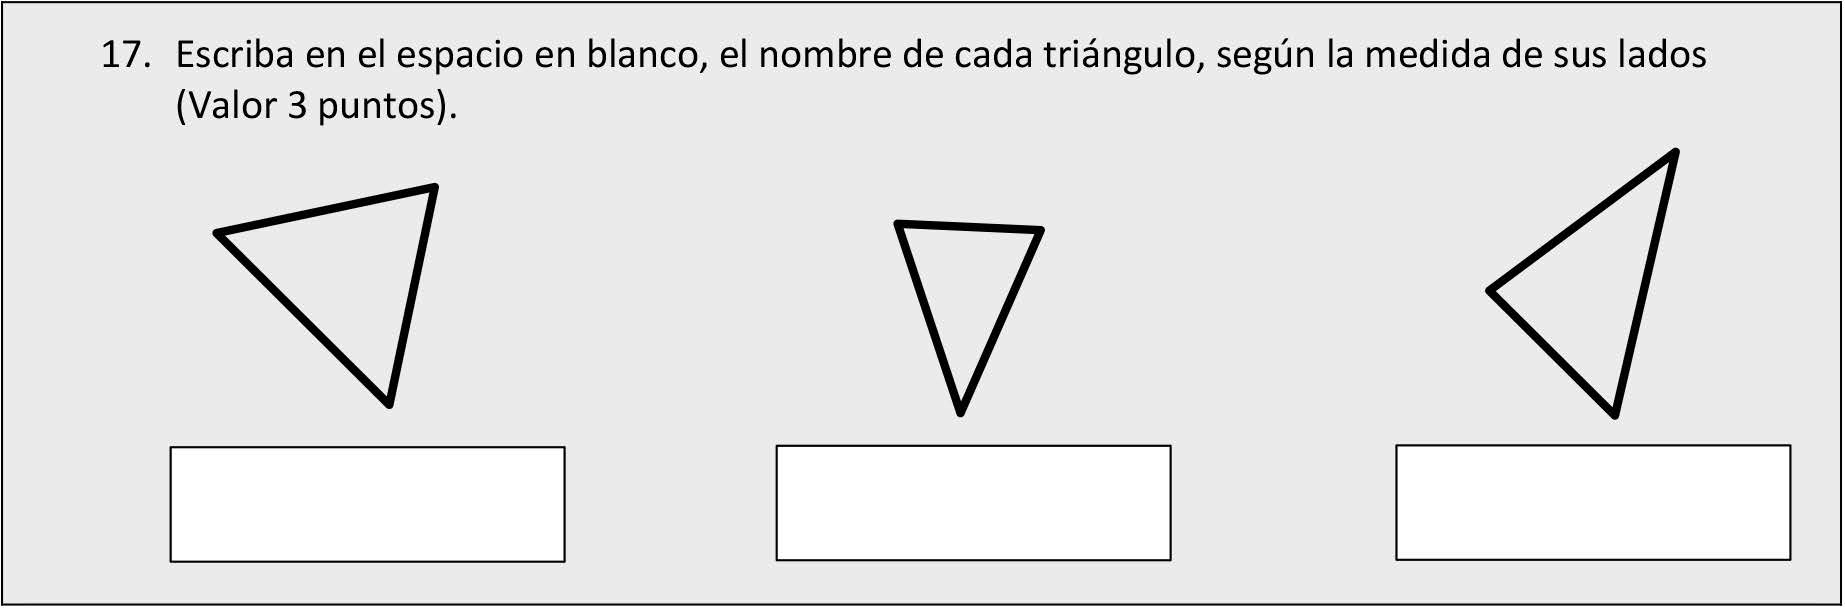 17. Escriba en el espacio en blanco, el nombre de cada triángulo, según la medida de sus lados
(Valor 3 puntos).